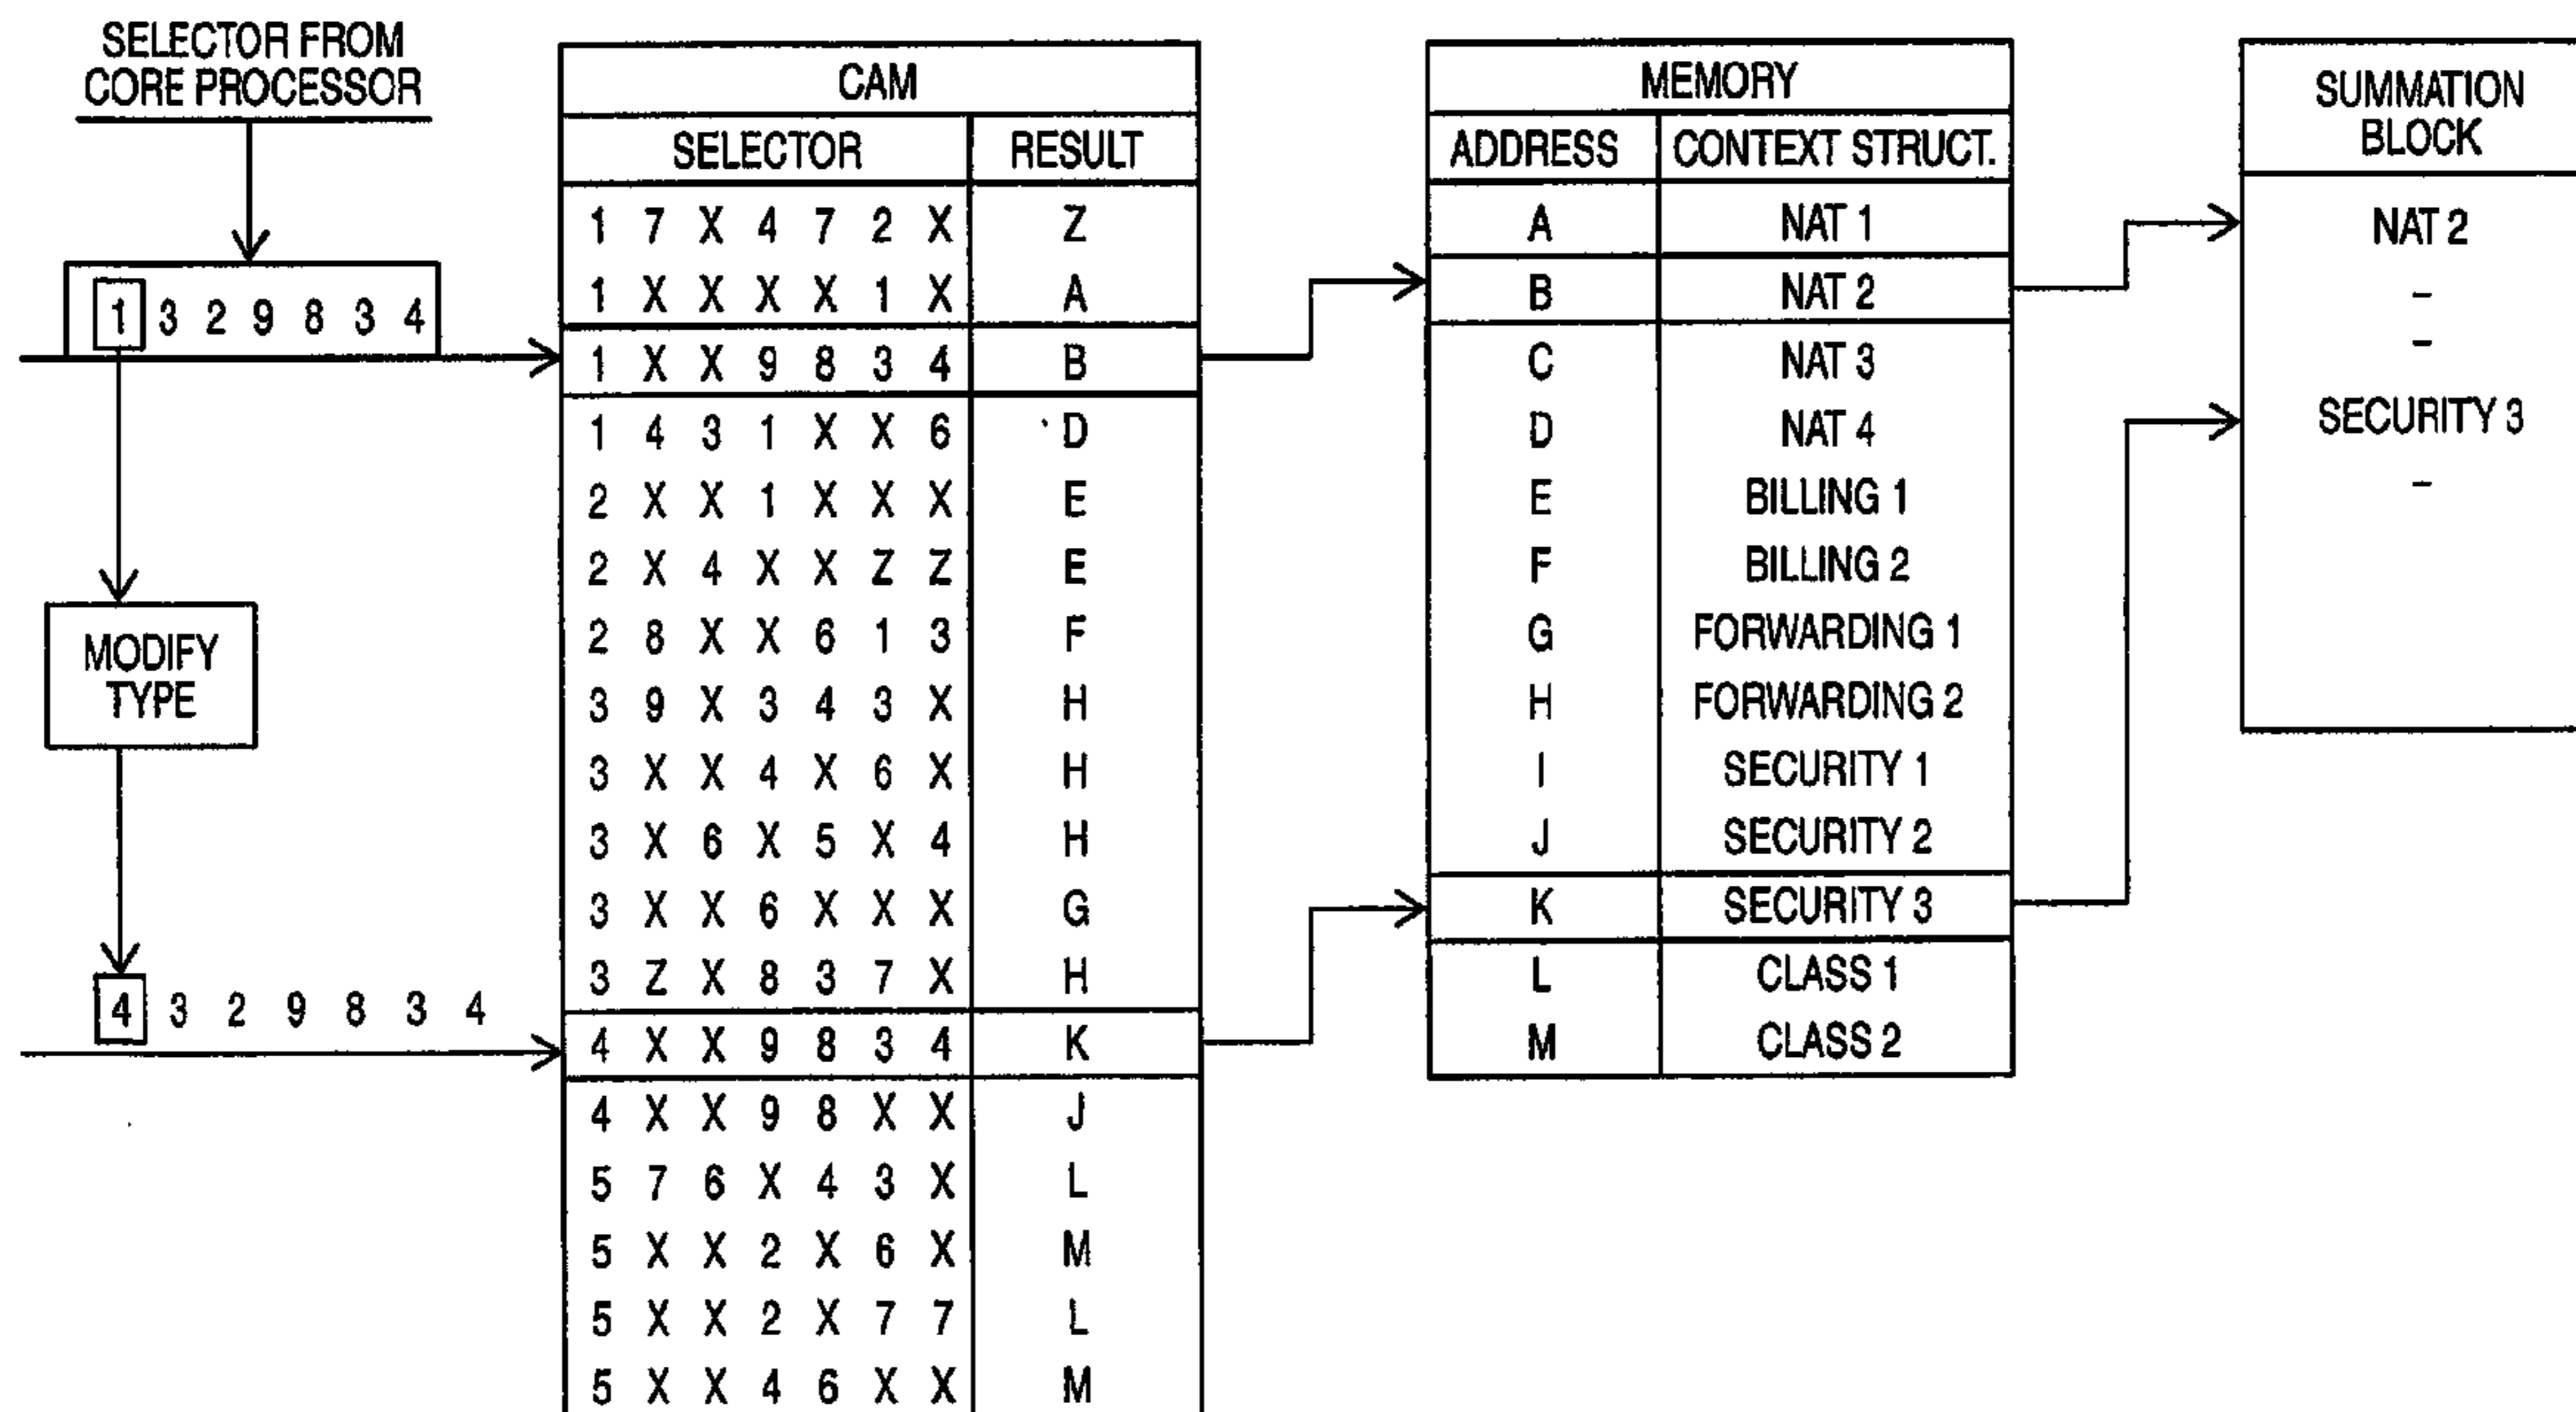 SELECTOR FROM
CORE PROCESSOR
1 3 2 9 8 3 4
MODIFY
TYPE
4 3 2 9 8 3 4
CAM
SELECTOR RESULT
1 7 X 4 7 2 X Z
1 X X X X 1 X A
1 X X 9 8 3 4 B
1 4 3 1 X X 6 D
2 X X 1 X X X E
2 X 4 X X Z Z E
2 8 X X 6 1 3 F
3 9 X 3 4 3 X H
3 X X 4 X 6 X H
3 X 6 X 5 X 4 H
3 X X 6 X X X G
3 Z X 8 3 7 X H
4 X X 9 8 3 4 K
4 X X 9 8 X X J
5 7 6 X 4 3 X L
5 X X 2 X 6 X M
5 X X 2 X 7 7 L
5 X X 4 6 X X M
MEMORY
ADDRESS CONTEXT STRUCT.
A NAT 1
B NAT 2
C NAT 3
D NAT 4
E BILLING 1
F BILLING 2
G FORWARDING 1
H FORWARDING 2
I SECURITY 1
J SECURITY 2
K SECURITY 3
L CLASS 1
M CLASS 2
SUMMATION
BLOCK
NAT 2
–
–
SECURITY 3
–